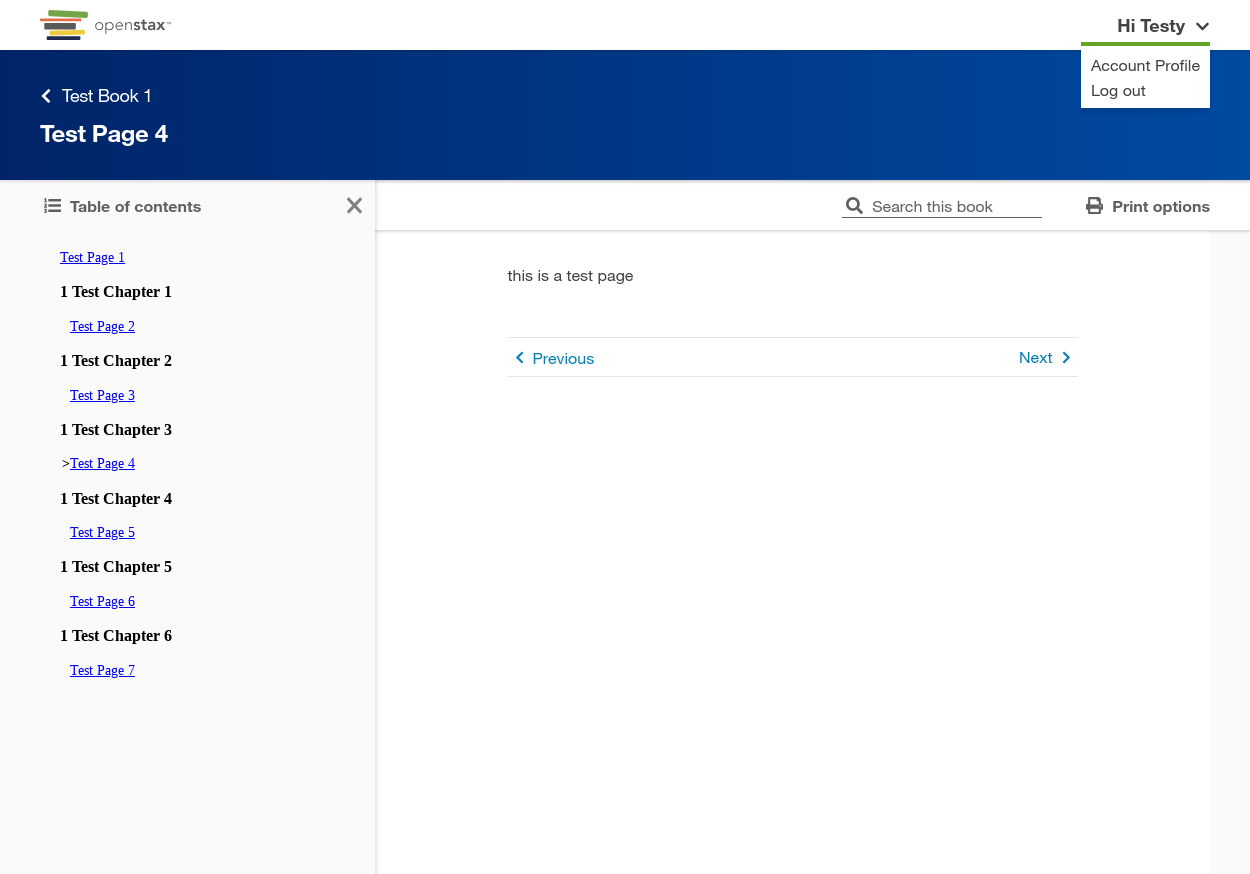 openstax™
Hi Testy
Account Profile
Log out
Test Book 1
Test Page 4
Table of contents
Search this book
Print options
Test Page 1
1 Test Chapter 1
Test Page 2
1 Test Chapter 2
Test Page 3
1 Test Chapter 3
>Test Page 4
1 Test Chapter 4
Test Page 5
1 Test Chapter 5
Test Page 6
1 Test Chapter 6
Test Page 7
this is a test page
Previous
Next